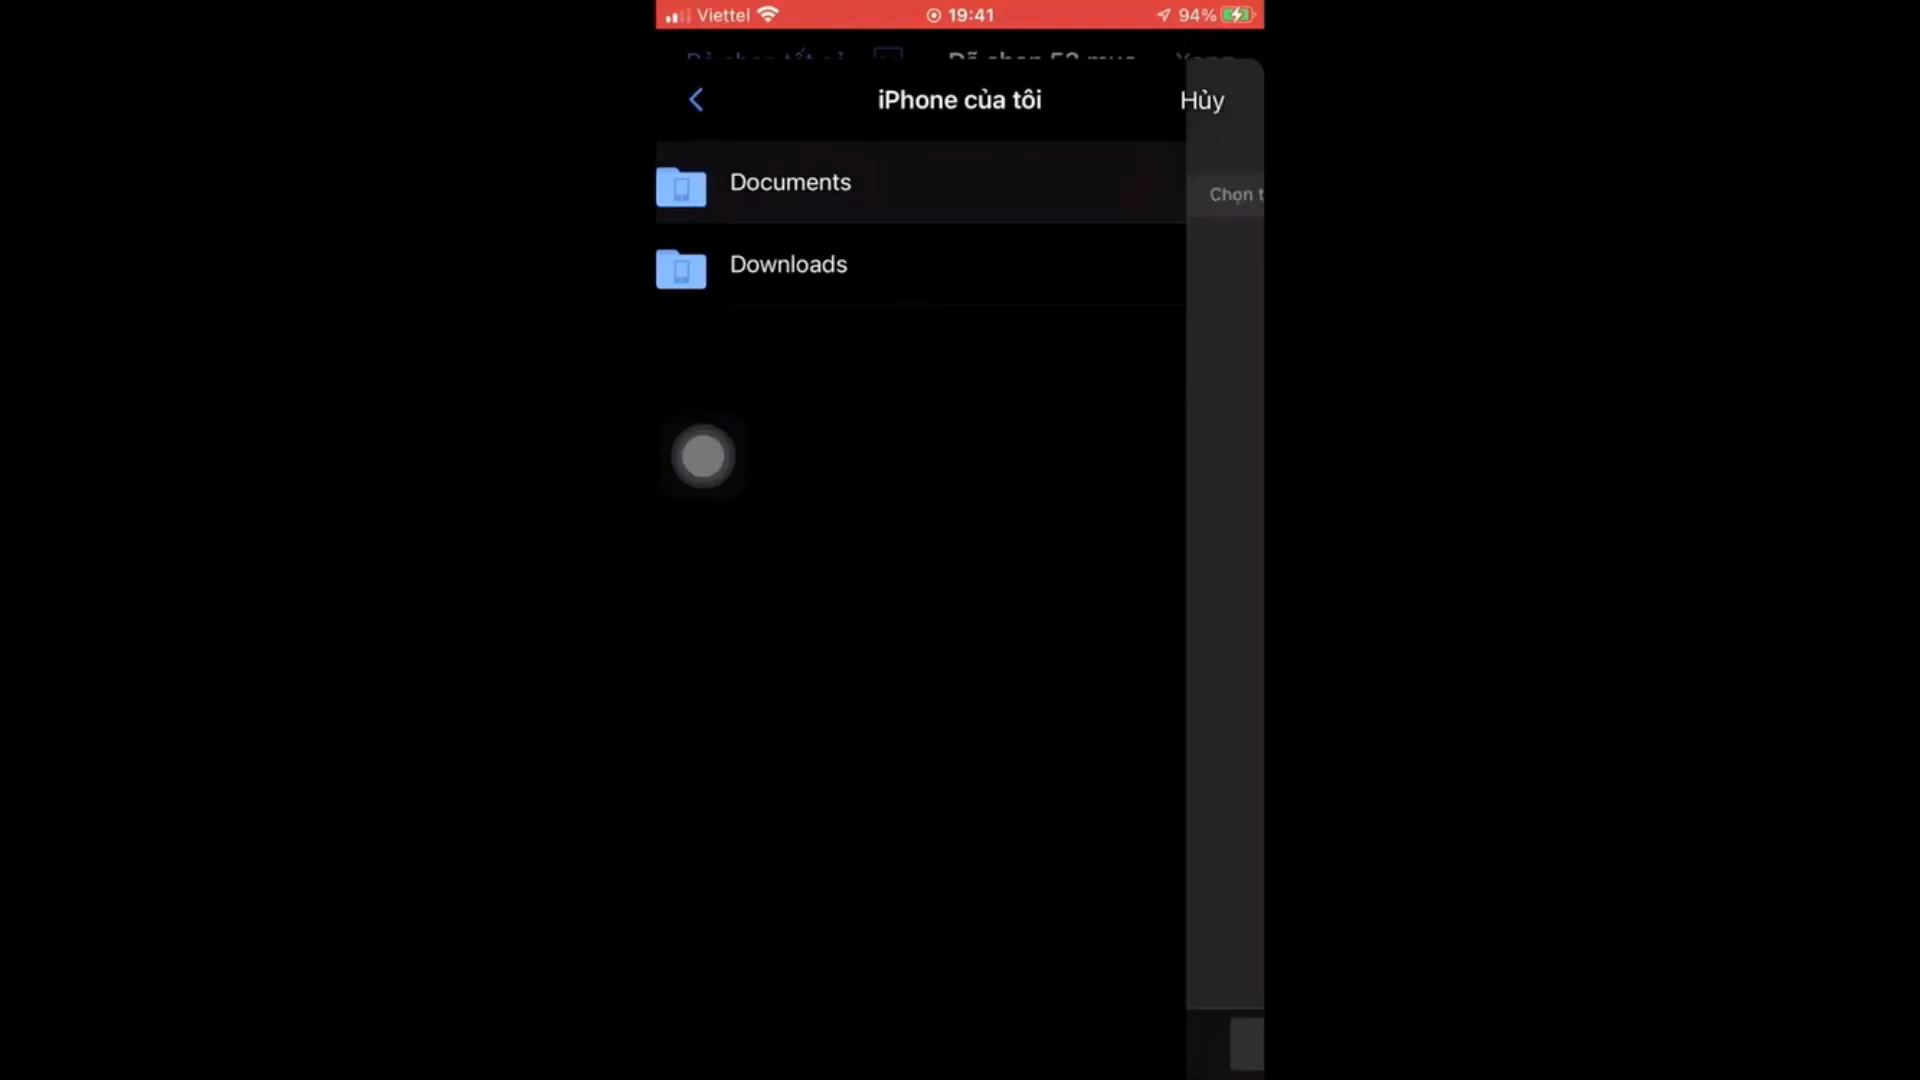 Viettel 19:41 94%
iPhone của tôi Hủy
Documents
Chọn
Downloads